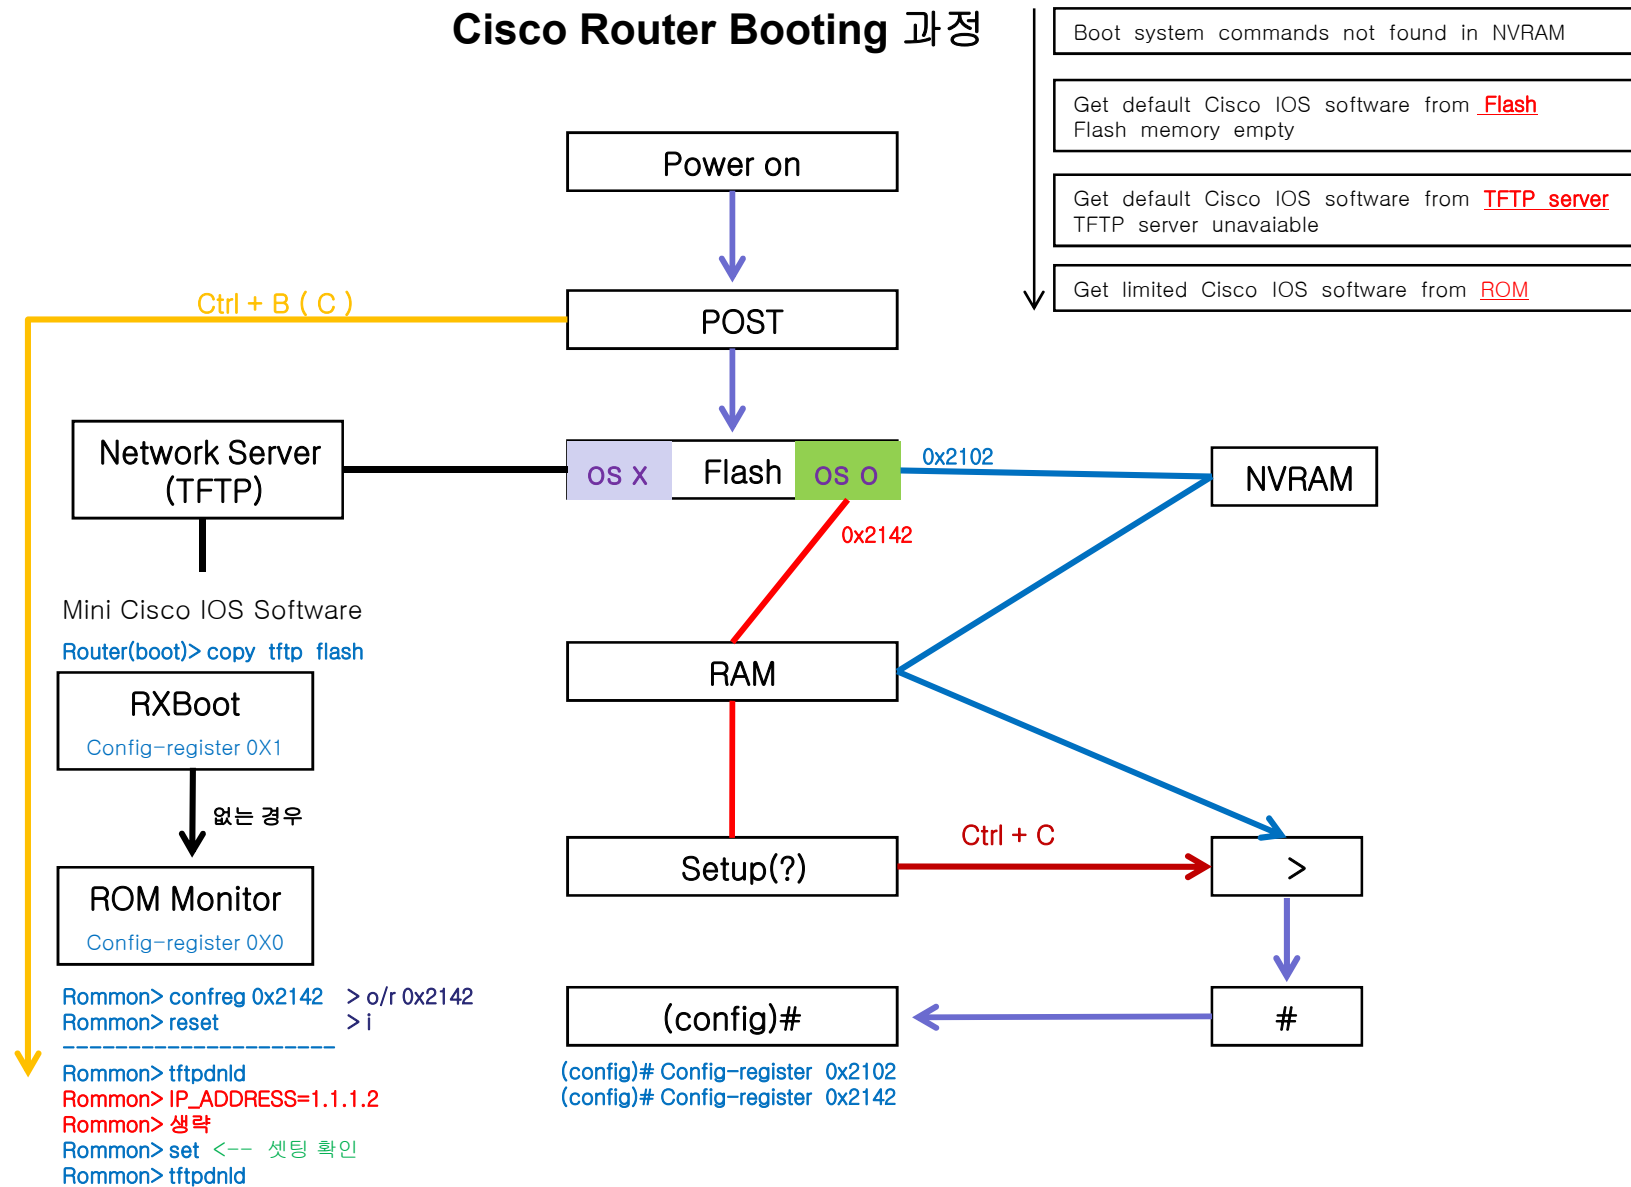 Cisco Router Booting 과정
Boot system commands not found in NVRAM
Get default Cisco IOS software from Flash
Flash memory empty
Get default Cisco IOS software from TFTP server
TFTP server unavaiable
Get limited Cisco IOS software from ROM
Power on
Ctrl + B ( C )
POST
Network Server
(TFTP)
os x
Flash
os o
0x2102
NVRAM
0x2142
Mini Cisco IOS Software
Router(boot)> copy tftp flash
RXBoot
Config-register 0X1
RAM
없는 경우
Ctrl + C
Setup(?)
>
ROM Monitor
Config-register 0X0
Rommon> confreg 0x2142 > o/r 0x2142
Rommon> reset > i
---------------------
(config)#
#
Rommon> tftpdnld
Rommon> IP_ADDRESS=1.1.1.2
Rommon> 생략
Rommon> set <-- 셋팅 확인
Rommon> tftpdnld
(config)# Config-register 0x2102
(config)# Config-register 0x2142